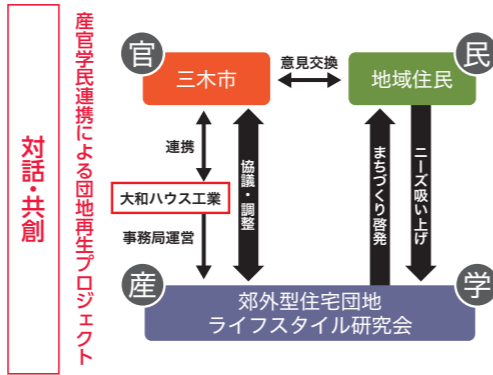 対話・共創
産官学民連携による団地再生プロジェクト
官
三木市
意見交換
民
地域住民
連携
大和ハウス工業
事務局運営
協議・調整
まちづくり啓発
ニーズ吸い上げ
産
郊外型住宅団地
ライフスタイル研究会
学